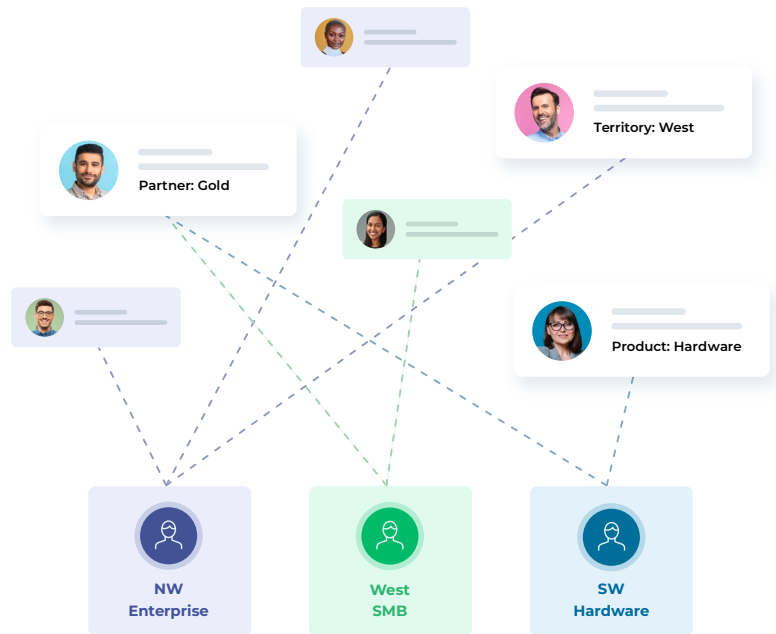 Territory: West
Partner: Gold
Product: Hardware
NW
Enterprise
West
SMB
SW
Hardware